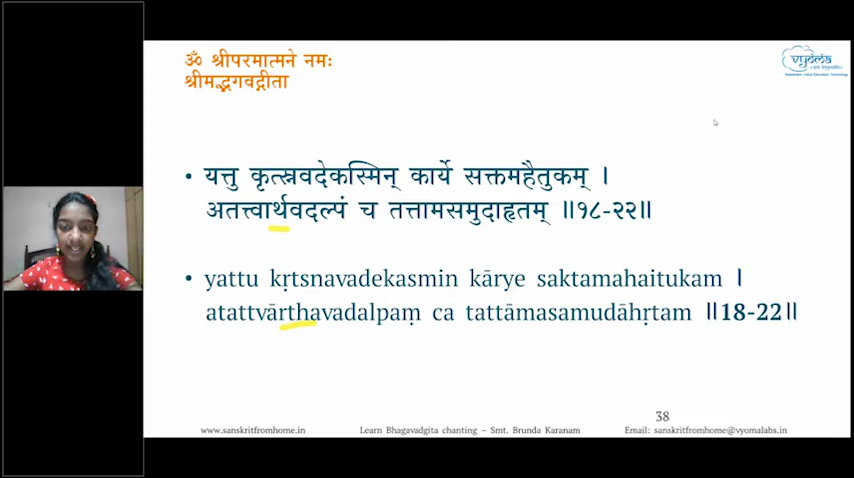 ॐ श्रीपरमात्मने नमः
श्रीमद्भगवद्गीता
vyoma
• यत्तु कृत्स्नवदेकस्मिन् कार्ये सक्तमहैतुकम् ।
अतत्त्वार्थवदल्पं च तत्तामसमुदाहृतम् ॥१८-२२॥
• yattu kṛtsnavadekasmin kārye saktamahaitukam ।
atattvārthavadalpaṃ ca tattāmasamudāhṛtam ॥18-22॥
38
www.sanskritfromhome.in Learn Bhagavadgita chanting – Smt. Brunda Karanam Email: sanskritfromhome@vyomalabs.in